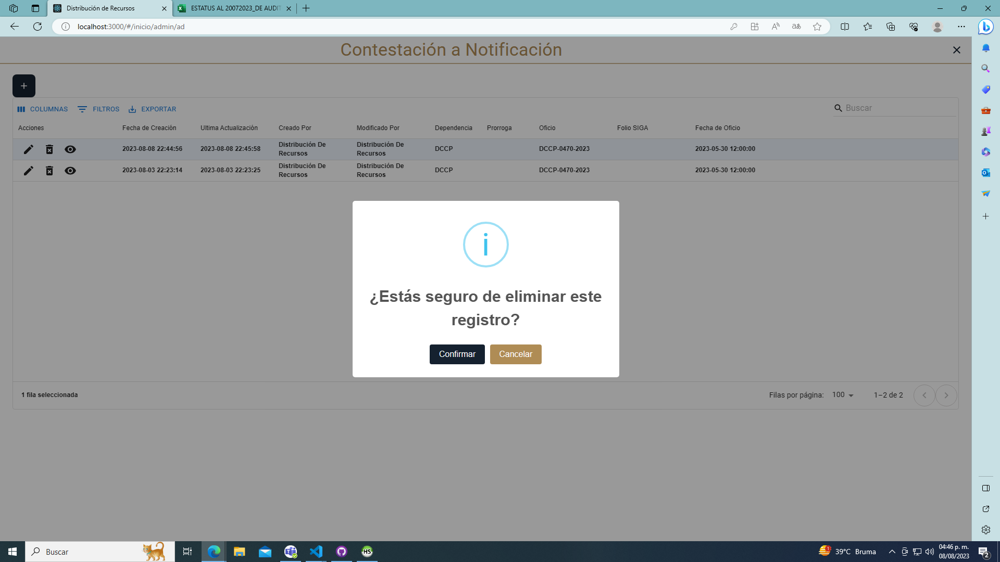 Distribución de Recursos
ESTATUS AL 20072023_DE AUDIT
localhost:3000/#/inicio/admin/ad
Contestación a Notificación
COLUMNAS FILTROS EXPORTAR
Buscar
Acciones Fecha de Creación Ultima Actualización Creado Por Modificado Por Dependencia Prorroga Oficio Folio SIGA Fecha de Oficio
2023-08-08 22:44:56 2023-08-08 22:45:58 Distribución De Recursos Distribución De Recursos DCCP DCCP-0470-2023 2023-05-30 12:00:00
2023-08-03 22:23:14 2023-08-03 22:23:25 Distribución De Recursos Distribución De Recursos DCCP DCCP-0470-2023 2023-05-30 12:00:00
i
¿Estás seguro de eliminar este
registro?
Confirmar Cancelar
1 fila seleccionada
Filas por página: 100 1–2 de 2
Buscar
HS
1
39°C Bruma
04:46 p. m.
08/08/2023
2